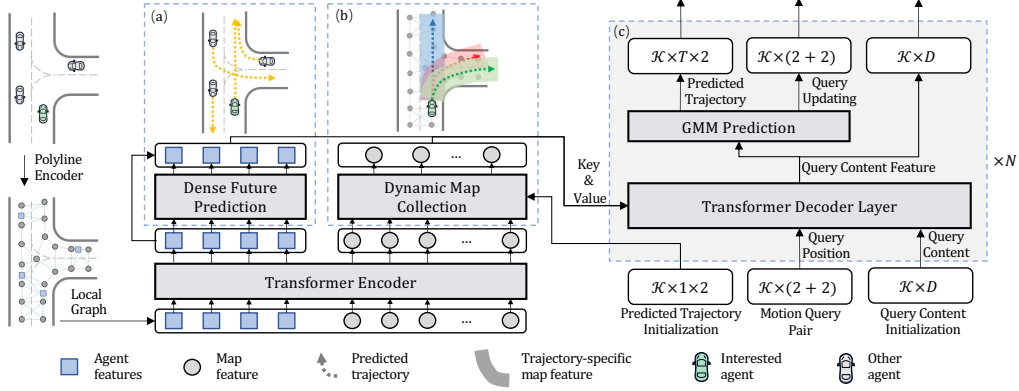 (a)
(b)
(c)
𝒦×T×2
𝒦×(2 + 2)
𝒦×D
Predicted
Trajectory
Query
Updating
GMM Prediction
Query Content Feature
×N
Polyline
Encoder
Dense Future
Prediction
...
Dynamic Map
Collection
Key
&
Value
Transformer Decoder Layer
Query
Position
Query
Content
...
Transformer Encoder
Local
Graph
...
𝒦×1×2
𝒦×(2 + 2)
𝒦×D
Predicted Trajectory
Initialization
Motion Query
Pair
Query Content
Initialization
Agent
features
Map
feature
Predicted
trajectory
Trajectory-specific
map feature
Interested
agent
Other
agent